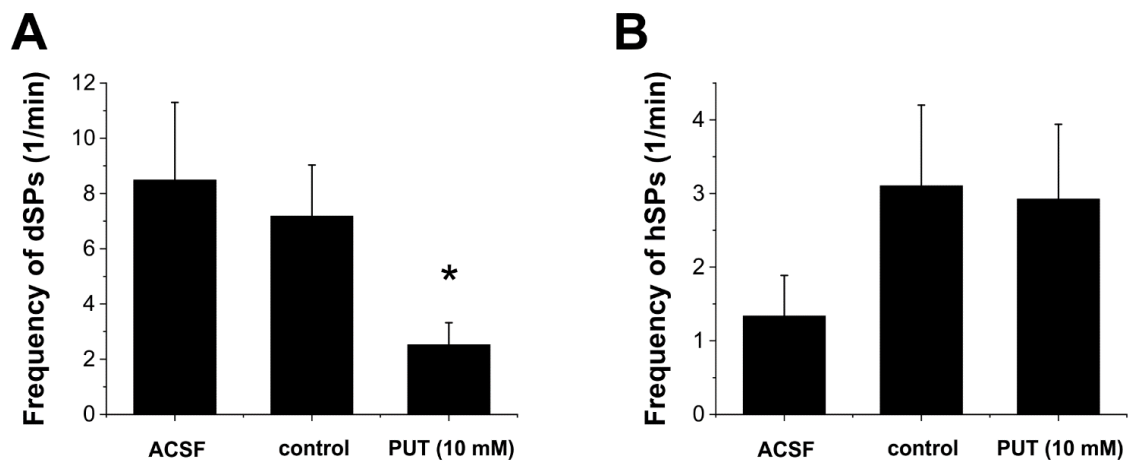 A
Frequency of dSPs (1/min)
12
10
8
6
4
2
0
ACSF
control
PUT (10 mM)
*
B
Frequency of hSPs (1/min)
4
3
2
1
0
ACSF
control
PUT (10 mM)